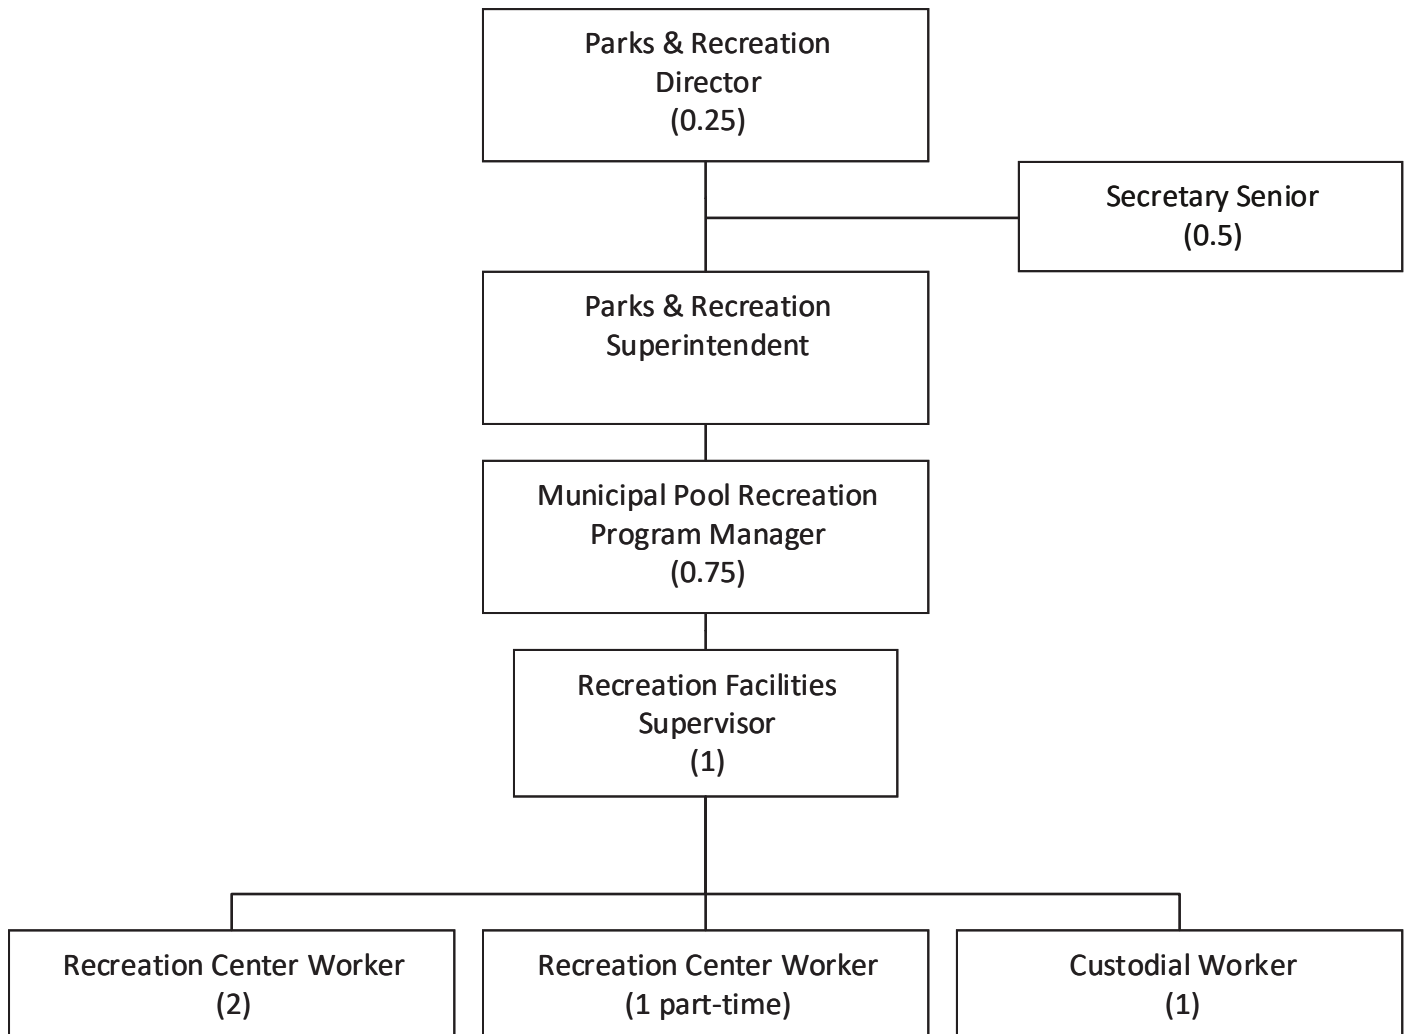 Parks & Recreation
Director
(0.25)
Secretary Senior
(0.5)
Parks & Recreation
Superintendent
Municipal Pool Recreation
Program Manager
(0.75)
Recreation Facilities
Supervisor
(1)
Recreation Center Worker
(2)
Recreation Center Worker
(1 part-time)
Custodial Worker
(1)